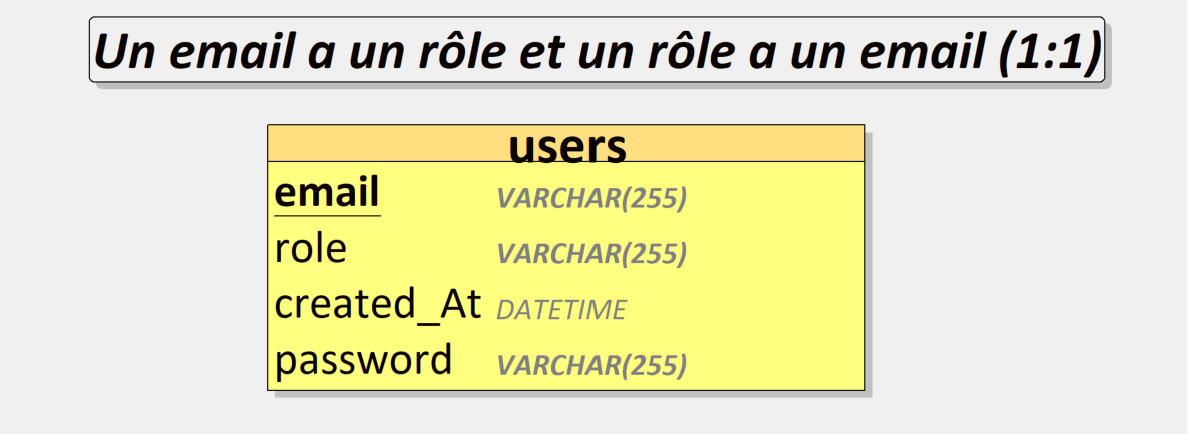 Un email a un rôle et un rôle a un email (1:1)
users
email VARCHAR(255)
role VARCHAR(255)
created_At DATETIME
password VARCHAR(255)